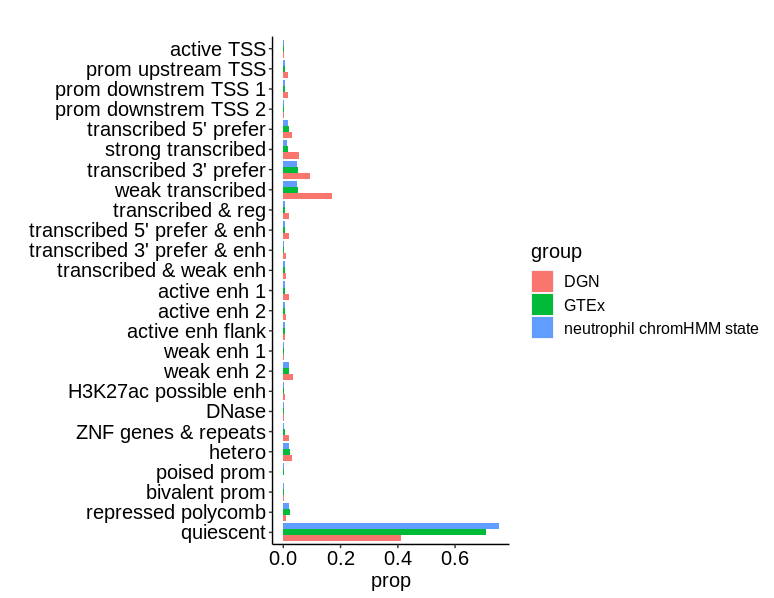 active TSS
prom upstream TSS
prom downstrem TSS 1
prom downstrem TSS 2
transcribed 5' prefer
strong transcribed
transcribed 3' prefer
weak transcribed
transcribed & reg
transcribed 5' prefer & enh
transcribed 3' prefer & enh
transcribed & weak enh
active enh 1
active enh 2
active enh flank
weak enh 1
weak enh 2
H3K27ac possible enh
DNase
ZNF genes & repeats
hetero
poised prom
bivalent prom
repressed polycomb
quiescent
0.0 0.2 0.4 0.6
prop
group
DGN
GTEx
neutrophil chromHMM state